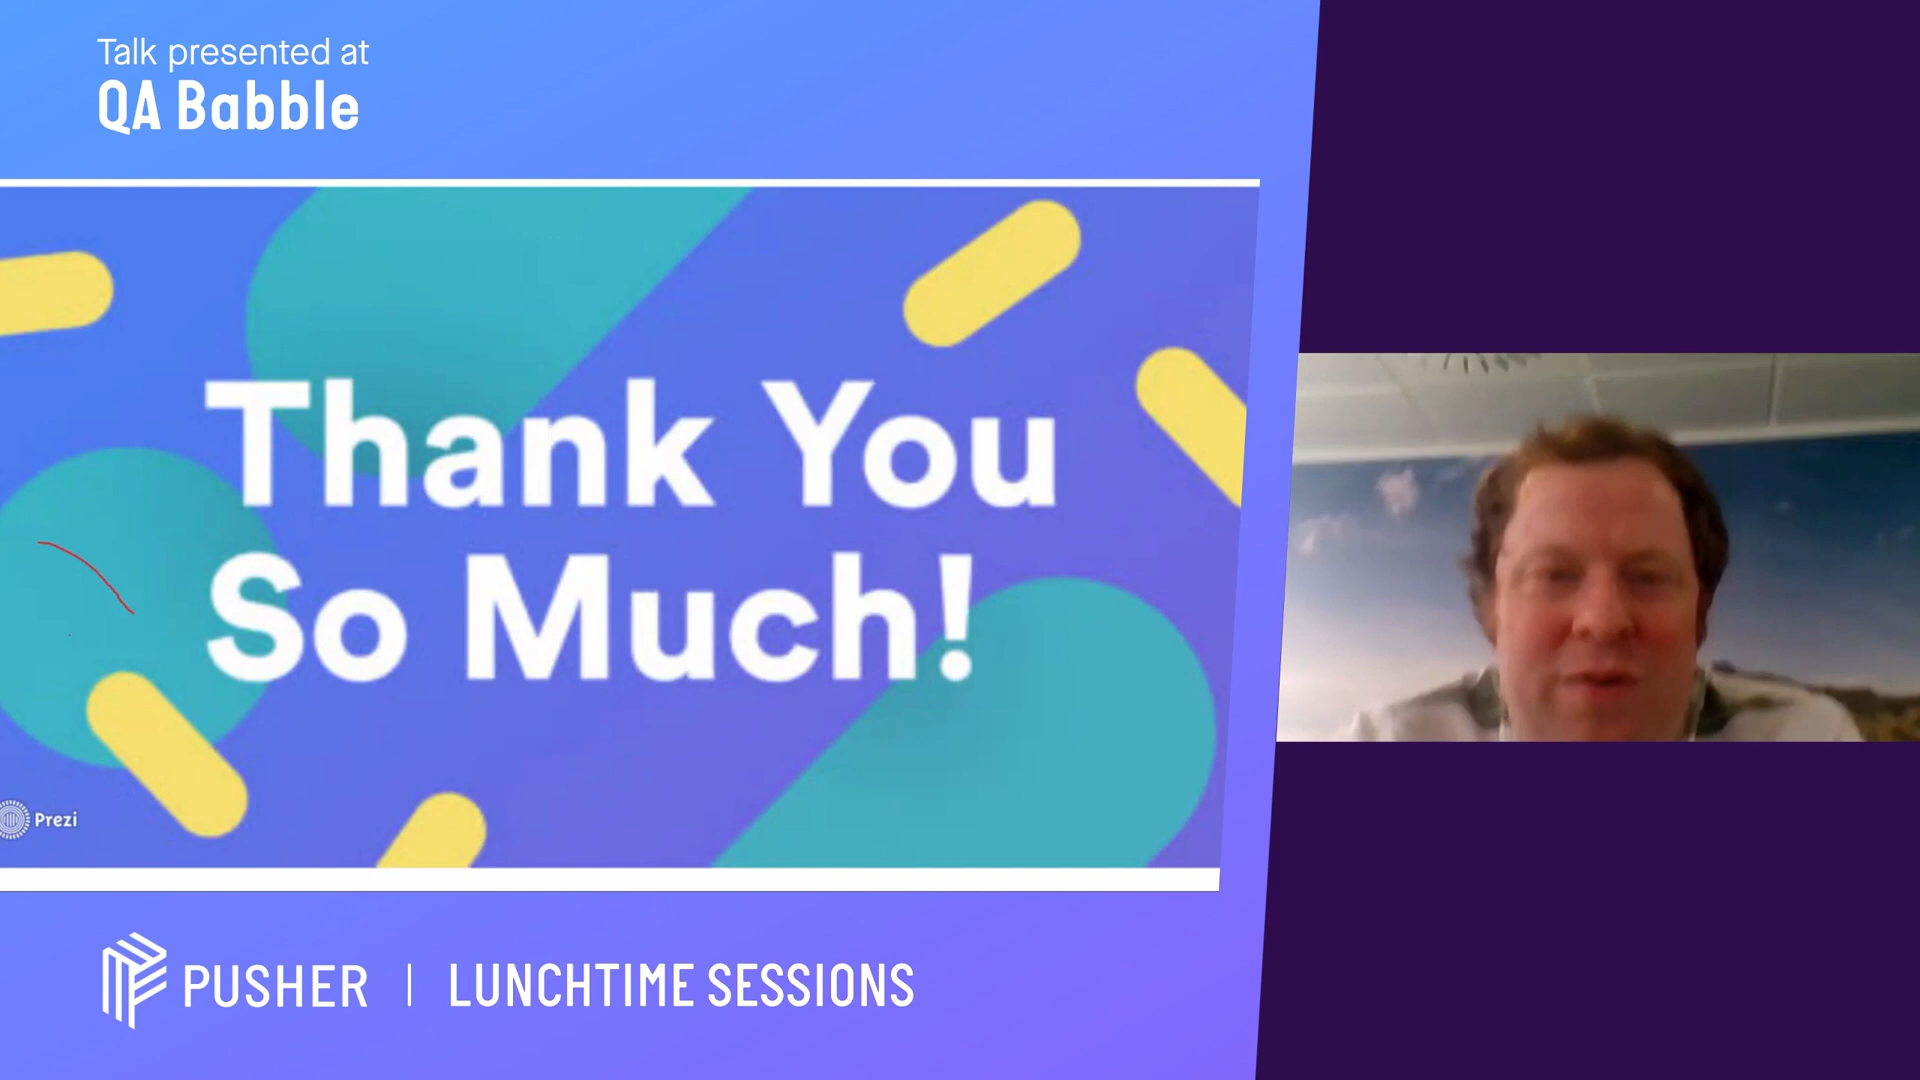 Talk presented at
QA Babble
Thank You
So Much!
Prezi
PUSHER | LUNCHTIME SESSIONS